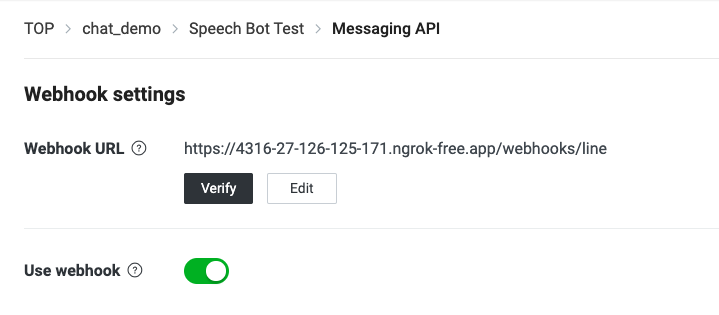 TOP > chat_demo > Speech Bot Test > Messaging API
Webhook settings
Webhook URL ? https://4316-27-126-125-171.ngrok-free.app/webhooks/line
Verify Edit
Use webhook ?